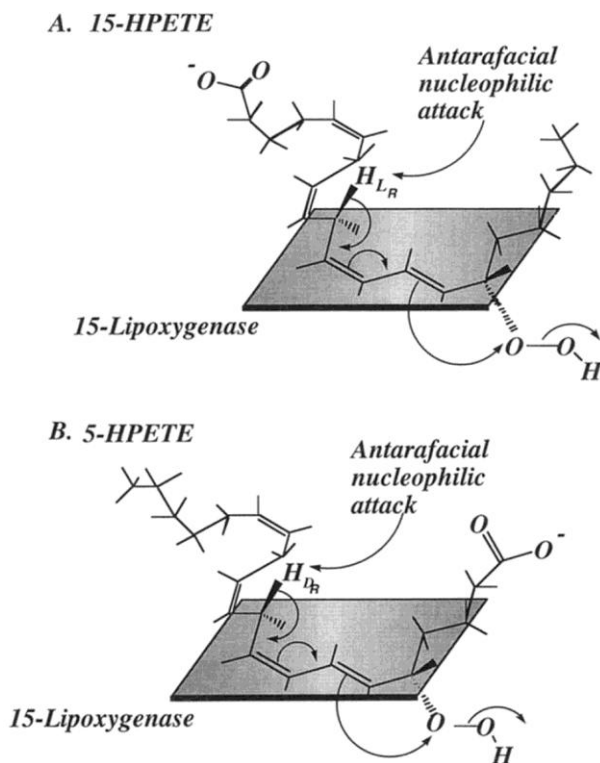 A. 15-HPETE
Antarafacial
nucleophilic
attack
-
O
O
H L R
15-Lipoxygenase
O
O
H
B. 5-HPETE
Antarafacial
nucleophilic
attack
O
O -
H D R
15-Lipoxygenase
O
O
H